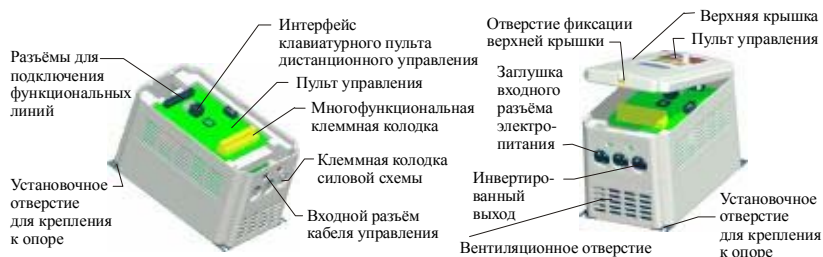 Интерфейс
клавиатурного пульта
дистанционного управления
Разъёмы для
подключения
функциональных
линий
Пульт управления
Многофункциональная
клеммная колодка
Клеммная колодка
силовой схемы
Установочное
отверстие
для крепления
к опоре
Входной разъём
кабеля управления
Отверстие фиксации
верхней крышки
Верхняя крышка
Пульт управления
Заглушка
входного
разъёма
электро-
питания
Инвертиро-
ванный
выход
Вентиляционное отверстие
Установочное
отверстие
для крепления
к опоре